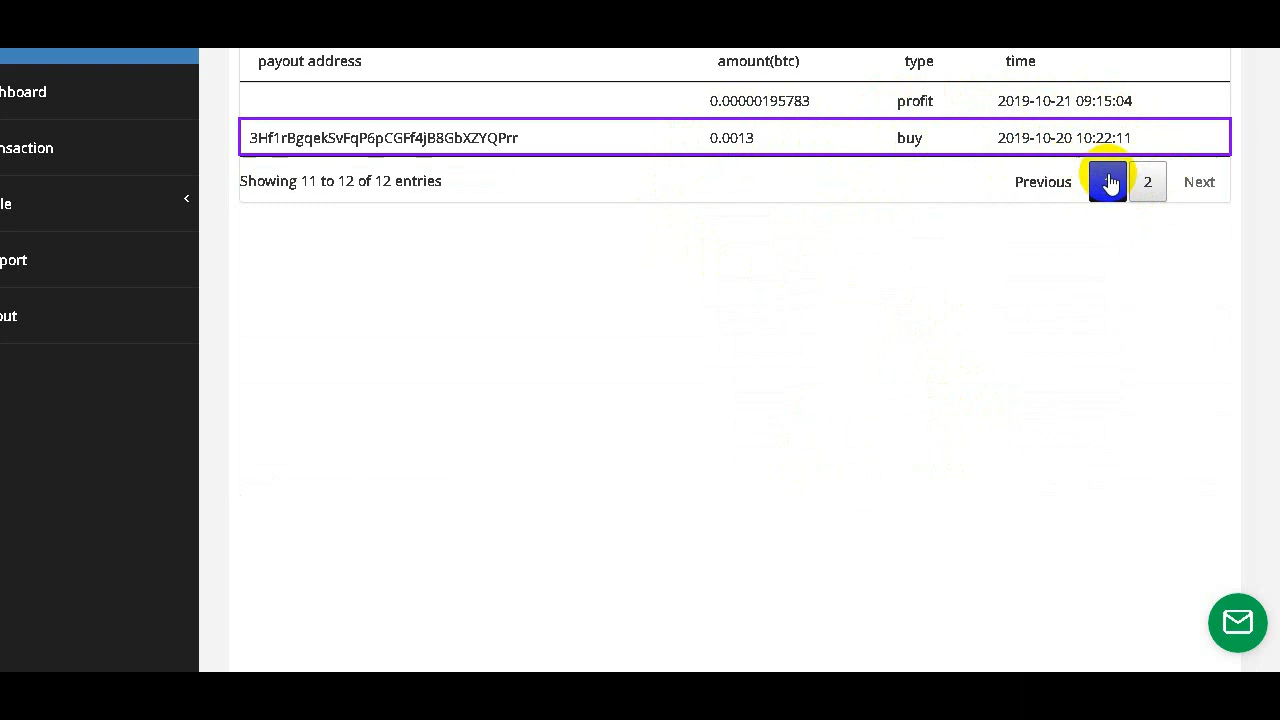 payout address amount(btc) type time
0.00000195783 profit 2019-10-21 09:15:04
3Hf1rBgqekSvFqP6pCGFf4jB8GbXZYQPrr 0.0013 buy 2019-10-20 10:22:11
Showing 11 to 12 of 12 entries Previous 2 Next
hboard
nsaction
le
port
out